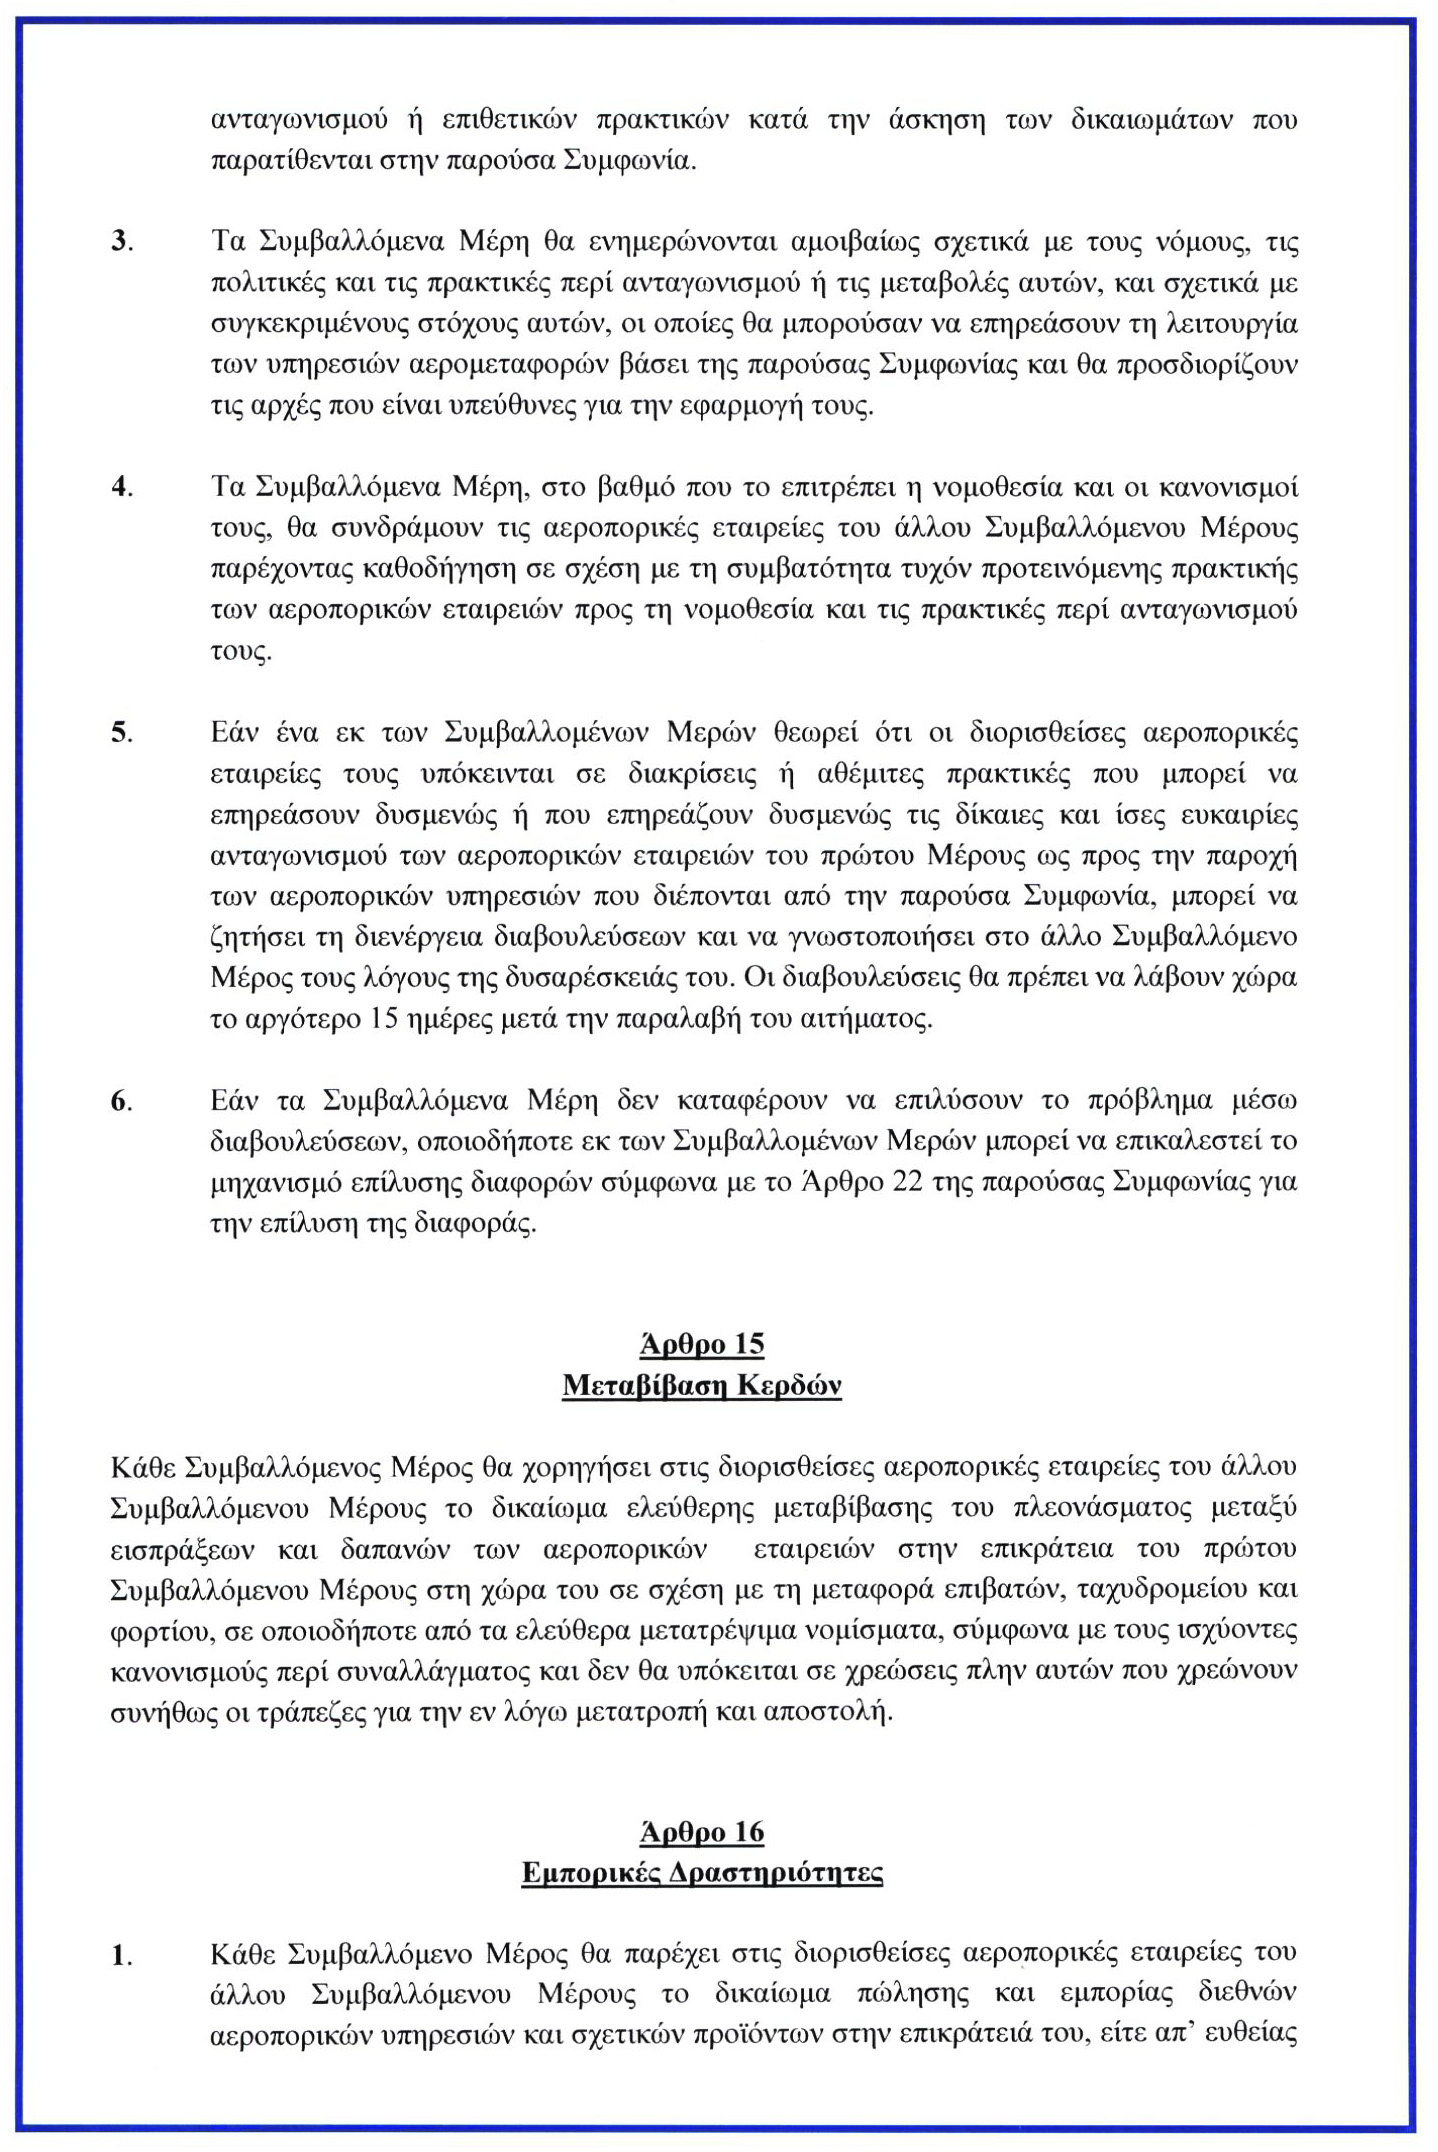 ανταγωνισμού ή επιθετικών πρακτικών κατά την άσκηση των δικαιωμάτων που
παρατίθενται στην παρούσα Συμφωνία.
3. Τα Συμβαλλόμενα Μέρη θα ενημερώνονται αμοιβαίως σχετικά με τους νόμους, τις
πολιτικές και τις πρακτικές περί ανταγωνισμού ή τις μεταβολές αυτών, και σχετικά με
συγκεκριμένους στόχους αυτών, οι οποίες θα μπορούσαν να επηρεάσουν τη λειτουργία
των υπηρεσιών αερομεταφορών βάσει της παρούσας Συμφωνίας και θα προσδιορίζουν
τις αρχές που είναι υπεύθυνες για την εφαρμογή τους.
4. Τα Συμβαλλόμενα Μέρη, στο βαθμό που το επιτρέπει η νομοθεσία και οι κανονισμοί
τους, θα συνδράμουν τις αεροπορικές εταιρείες του άλλου Συμβαλλόμενου Μέρους
παρέχοντας καθοδήγηση σε σχέση με τη συμβατότητα τυχόν προτεινόμενης πρακτικής
των αεροπορικών εταιρειών προς τη νομοθεσία και τις πρακτικές περί ανταγωνισμού
τους.
5. Εάν ένα εκ των Συμβαλλομένων Μερών θεωρεί ότι οι διορισθείσες αεροπορικές
εταιρείες τους υπόκεινται σε διακρίσεις ή αθέμιτες πρακτικές που μπορεί να
επηρεάσουν δυσμενώς ή που επηρεάζουν δυσμενώς τις δίκαιες και ίσες ευκαιρίες
ανταγωνισμού των αεροπορικών εταιρειών του πρώτου Μέρους ως προς την παροχή
των αεροπορικών υπηρεσιών που διέπονται από την παρούσα Συμφωνία, μπορεί να
ζητήσει τη διενέργεια διαβουλεύσεων και να γνωστοποιήσει στο άλλο Συμβαλλόμενο
Μέρος τους λόγους της δυσαρέσκειάς του. Οι διαβουλεύσεις θα πρέπει να λάβουν χώρα
το αργότερο 15 ημέρες μετά την παραλαβή του αιτήματος.
6. Εάν τα Συμβαλλόμενα Μέρη δεν καταφέρουν να επιλύσουν το πρόβλημα μέσω
διαβουλεύσεων, οποιοδήποτε εκ των Συμβαλλομένων Μερών μπορεί να επικαλεστεί το
μηχανισμό επίλυσης διαφορών σύμφωνα με το Άρθρο 22 της παρούσας Συμφωνίας για
την επίλυση της διαφοράς.
Άρθρο 15
Μεταβίβαση Κερδών
Κάθε Συμβαλλόμενος Μέρος θα χορηγήσει στις διορισθείσες αεροπορικές εταιρείες του άλλου
Συμβαλλόμενου Μέρους το δικαίωμα ελεύθερης μεταβίβασης του πλεονάσματος μεταξύ
εισπράξεων και δαπανών των αεροπορικών εταιρειών στην επικράτεια του πρώτου
Συμβαλλόμενου Μέρους στη χώρα του σε σχέση με τη μεταφορά επιβατών, ταχυδρομείου και
φορτίου, σε οποιοδήποτε από τα ελεύθερα μετατρέψιμα νομίσματα, σύμφωνα με τους ισχύοντες
κανονισμούς περί συναλλάγματος και δεν θα υπόκειται σε χρεώσεις πλην αυτών που χρεώνουν
συνήθως οι τράπεζες για την εν λόγω μετατροπή και αποστολή.
Άρθρο 16
Εμπορικές Δραστηριότητες
1. Κάθε Συμβαλλόμενο Μέρος θα παρέχει στις διορισθείσες αεροπορικές εταιρείες του
άλλου Συμβαλλόμενου Μέρους το δικαίωμα πώλησης και εμπορίας διεθνών
αεροπορικών υπηρεσιών και σχετικών προϊόντων στην επικράτειά του, είτε απ’ ευθείας